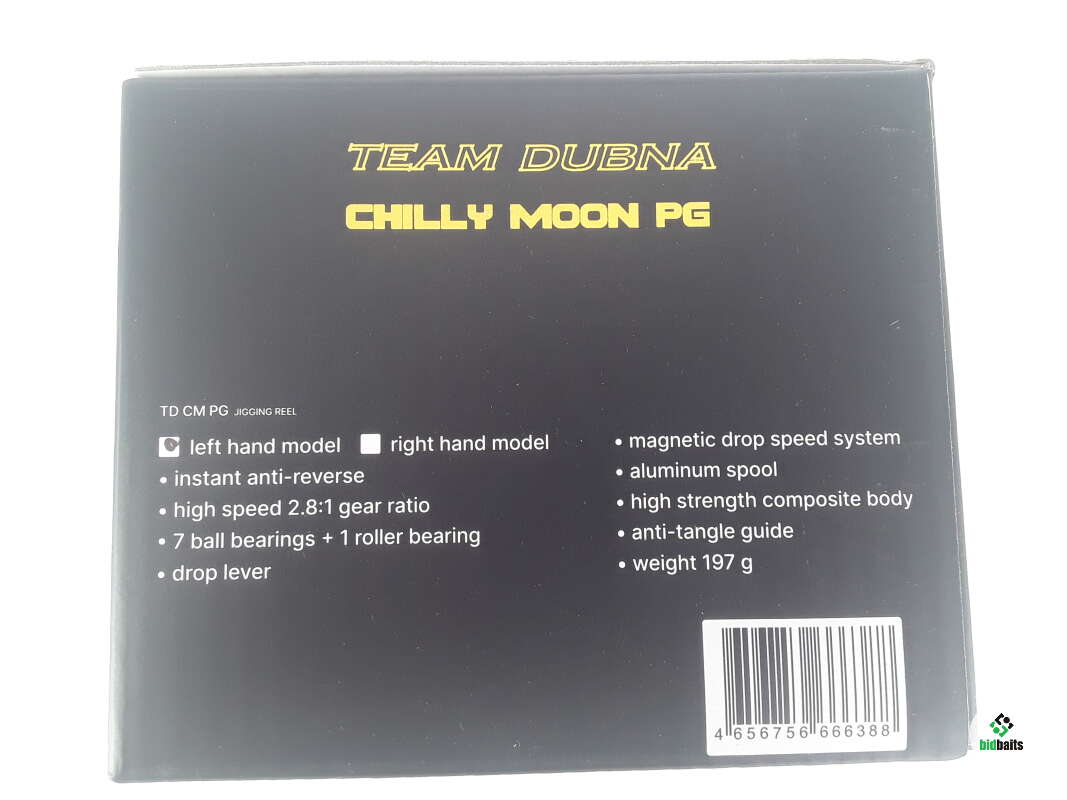 TEAM DUBNA
CHILLY MOON PG
TD CM PG JIGGING REEL
left hand model right hand model
• instant anti-reverse
• high speed 2.8:1 gear ratio
• 7 ball bearings + 1 roller bearing
• drop lever
• magnetic drop speed system
• aluminum spool
• high strength composite body
• anti-tangle guide
• weight 197 g
4 656756 666388
bidbaits